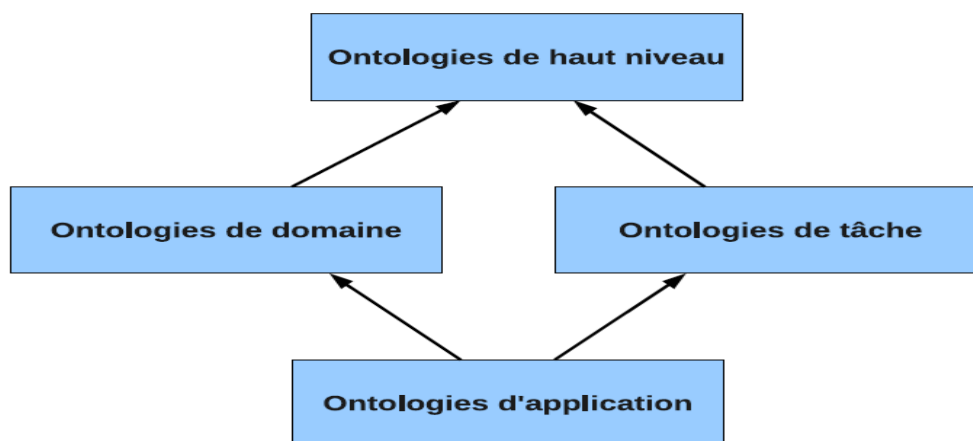 Ontologies de haut niveau
Ontologies de domaine
Ontologies de tâche
Ontologies d'application